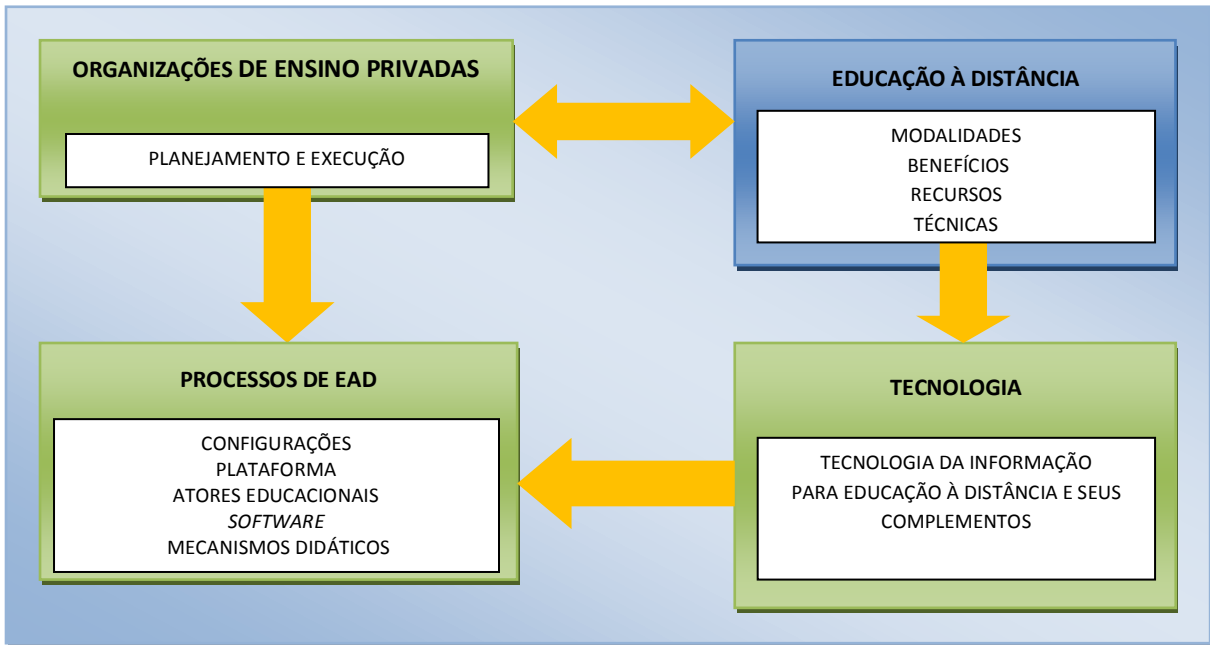 ORGANIZAÇÕES DE ENSINO PRIVADAS
PLANEJAMENTO E EXECUÇÃO
EDUCAÇÃO À DISTÂNCIA
MODALIDADES
BENEFÍCIOS
RECURSOS
TÉCNICAS
PROCESSOS DE EAD
CONFIGURAÇÕES
PLATAFORMA
ATORES EDUCACIONAIS
SOFTWARE
MECANISMOS DIDÁTICOS
TECNOLOGIA
TECNOLOGIA DA INFORMAÇÃO
PARA EDUCAÇÃO À DISTÂNCIA E SEUS
COMPLEMENTOS